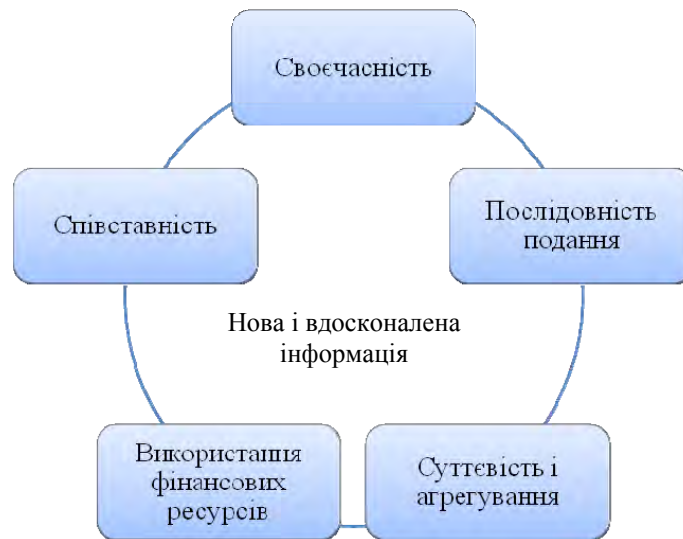 Своєчасність
Співставність
Послідовність
подання
Нова і вдосконалена
інформація
Використання
фінансових
ресурсів
Суттєвість і
агрегування